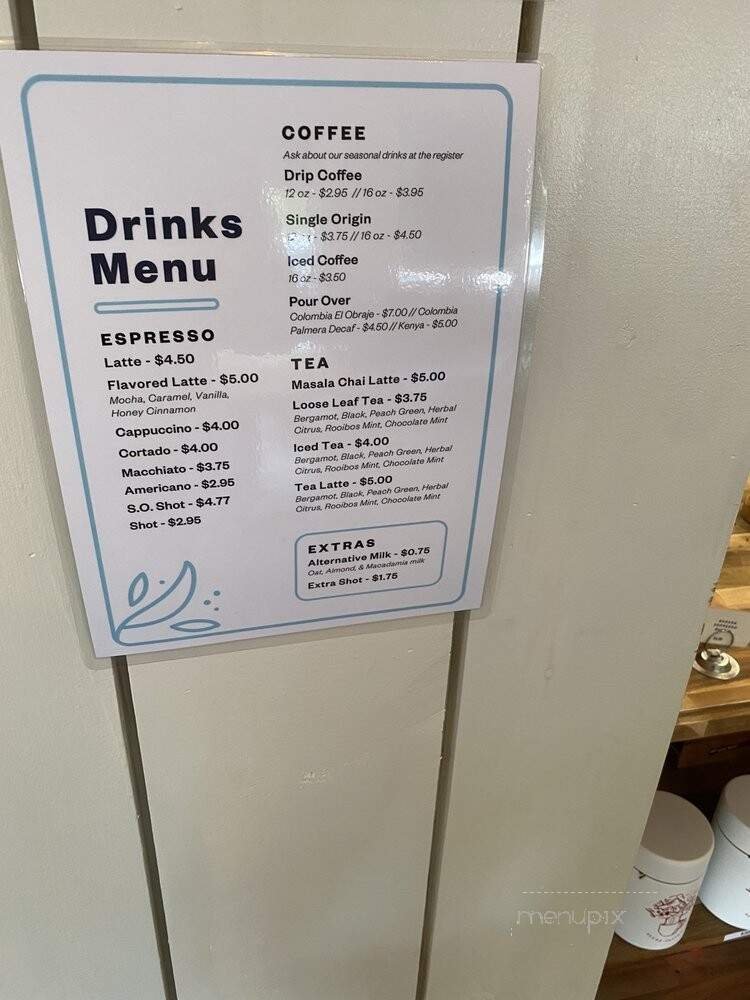 Drinks
Menu
ESPRESSO
Latte - $4.50
Flavored Latte - $5.00
Mocha, Caramel, Vanilla,
Honey Cinnamon
Cappuccino - $4.00
Cortado - $4.00
Macchiato - $3.75
Americano - $2.95
S.O. Shot - $4.77
Shot - $2.95
COFFEE
Ask about our seasonal drinks at the register
Drip Coffee
12 oz - $2.95 // 16 oz - $3.95
Single Origin
- $3.75 // 16 oz - $4.50
Iced Coffee
16 oz - $3.50
Pour Over
Colombia El Obraje - $7.00 // Colombia
Palmera Decaf - $4.50 // Kenya - $5.00
TEA
Masala Chai Latte - $5.00
Loose Leaf Tea - $3.75
Bergamot, Black, Peach Green, Herbal
Citrus, Rooibos Mint, Chocolate Mint
Iced Tea - $4.00
Bergamot, Black, Peach Green, Herbal
Citrus, Rooibos Mint, Chocolate Mint
Tea Latte - $5.00
Bergamot, Black, Peach Green, Herbal
Citrus, Rooibos Mint, Chocolate Mint
EXTRAS
Alternative Milk - $0.75
Oat, Almond, & Macadamia milk
Extra Shot - $1.75
menupix